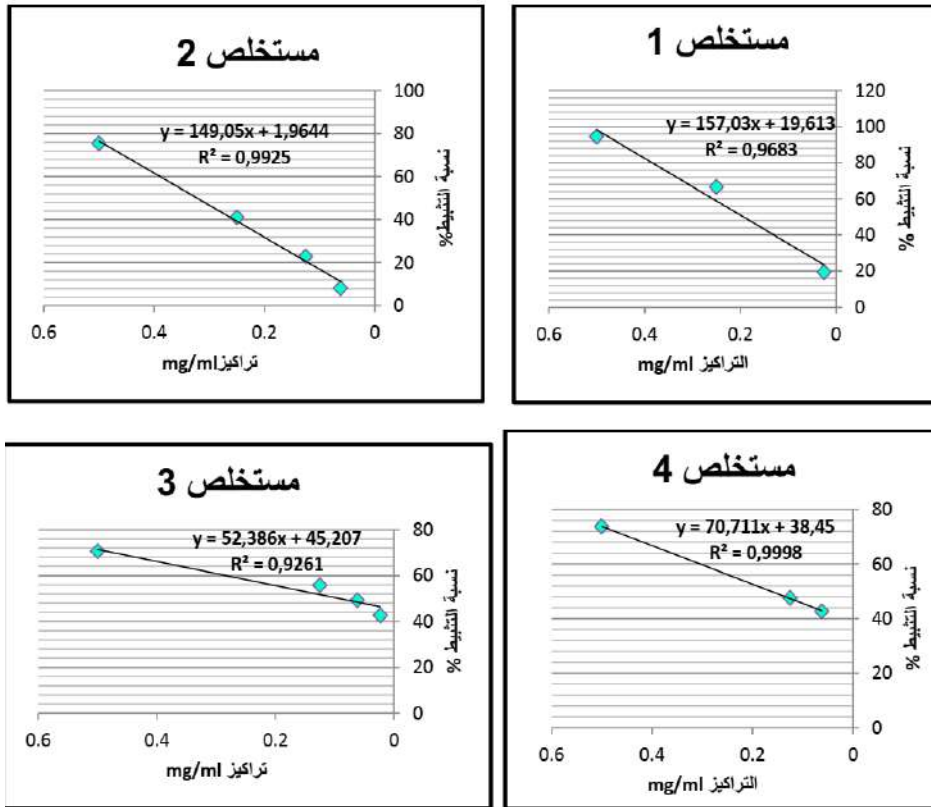 مستخلص 1
120
100
80
60
40
20
0
y = 157,03x + 19,613
R² = 0,9683
نسبة التثبيط %
0.6
0.4
0.2
0
التراكيز mg/ml
مستخلص 2
100
80
60
40
20
0
y = 149,05x + 1,9644
R² = 0,9925
نسبة التثبيط%
0.6
0.4
0.2
0
تراكيزmg/ml
مستخلص 4
80
60
40
20
0
y = 70,711x + 38,45
R² = 0,9998
نسبة التثبيط %
0.6
0.4
0.2
0
التراكيز mg/ml
مستخلص 3
80
60
40
20
0
y = 52,386x + 45,207
R² = 0,9261
نسبة التثبيط %
0.6
0.4
0.2
0
تراكيز mg/ml